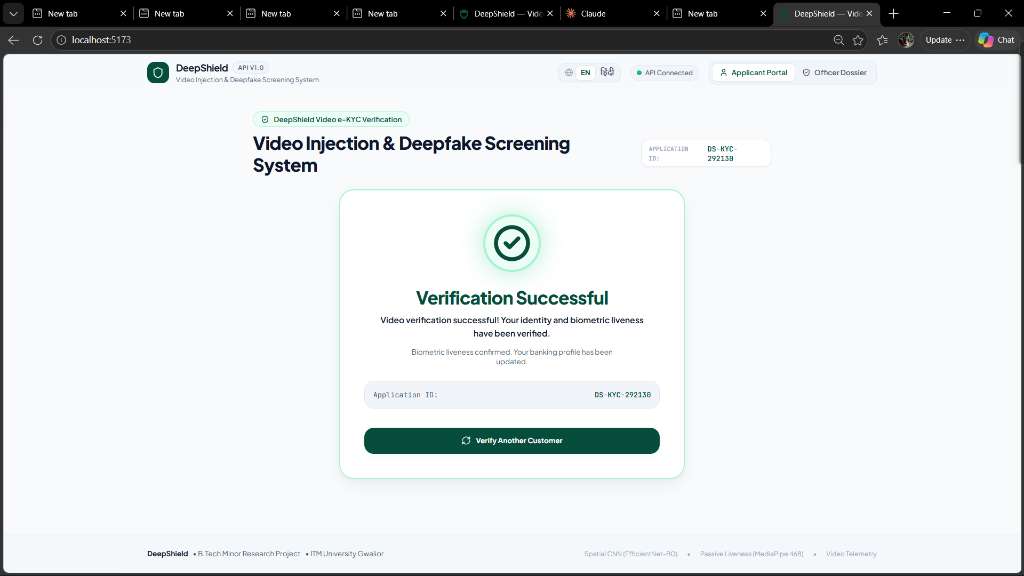 New tab
New tab
New tab
New tab
DeepShield — Vide
Claude
New tab
DeepShield — Vide
localhost:5173
Update
Chat
DeepShield API V1.0
Video Injection & Deepfake Screening System
EN
हिंदी
API Connected
Applicant Portal
Officer Dossier
DeepShield Video e-KYC Verification
Video Injection & Deepfake Screening
System
APPLICATION
ID:
DS-KYC-
292130
Verification Successful
Video verification successful! Your identity and biometric liveness
have been verified.
Biometric liveness confirmed. Your banking profile has been
updated.
Application ID: DS-KYC-292130
Verify Another Customer
DeepShield • B.Tech Minor Research Project • ITM University Gwalior
Spatial CNN (EfficientNet-B0) • Passive Liveness (MediaPipe 468) • Video Telemetry